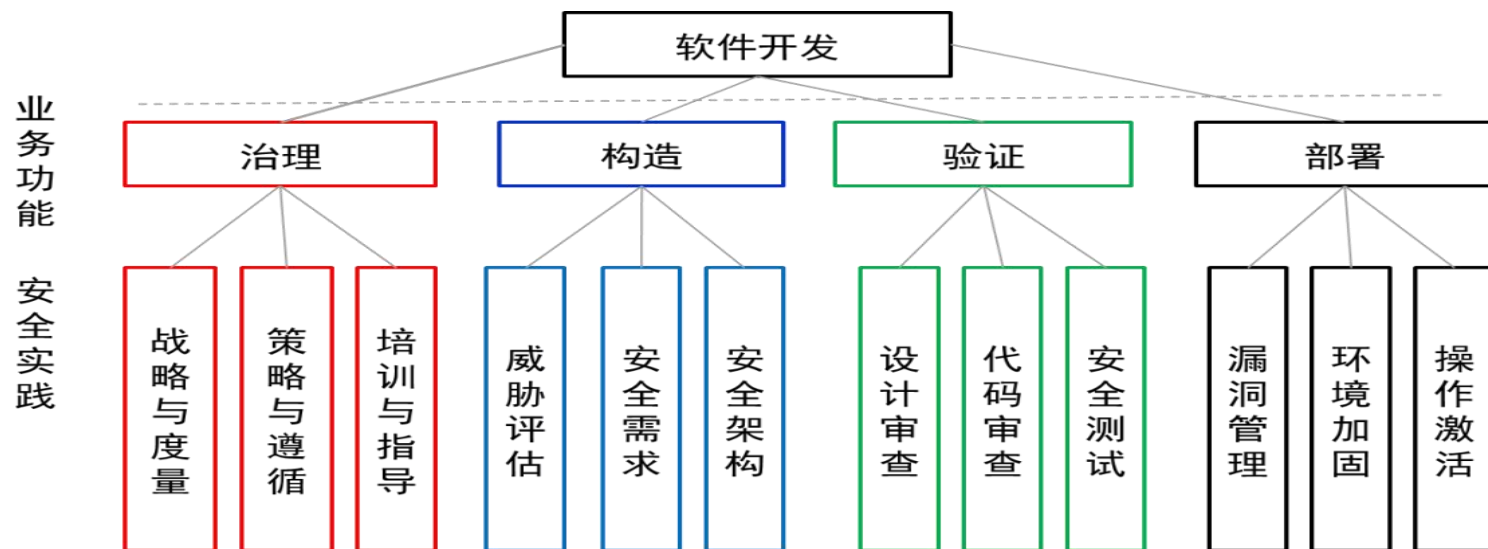 软件开发
业务功能
治理
构造
验证
部署
安全实践
战略与度量
策略与遵循
培训与指导
威胁评估
安全需求
安全架构
设计审查
代码审查
安全测试
漏洞管理
环境加固
操作激活